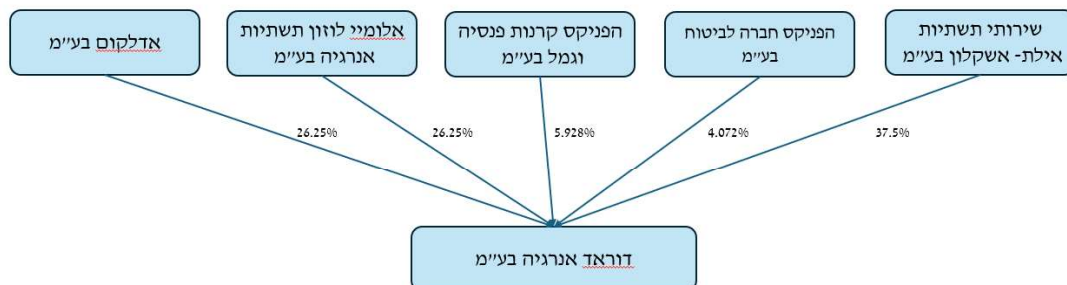 שירותי תשתיות
אילת- אשקלון בע"מ
הפניקס חברה לביטוח
בע"מ
הפניקס קרנות פנסיה
וגמל בע"מ
אלומיי לוזון תשתיות
אנרגיה בע"מ
אדלקום בע"מ
37.5%
4.072%
5.928%
26.25%
26.25%
דוראד אנרגיה בע"מ